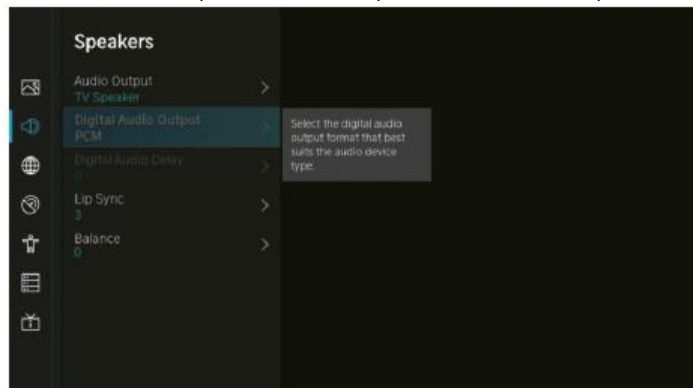 Speakers
Audio Output
TV Speaker
Digital Audio Output
PCM
Select the digital audio
output format that best
suits the audio device
type.
Digital Audio Delay
0
Lip Sync
3
Balance
0